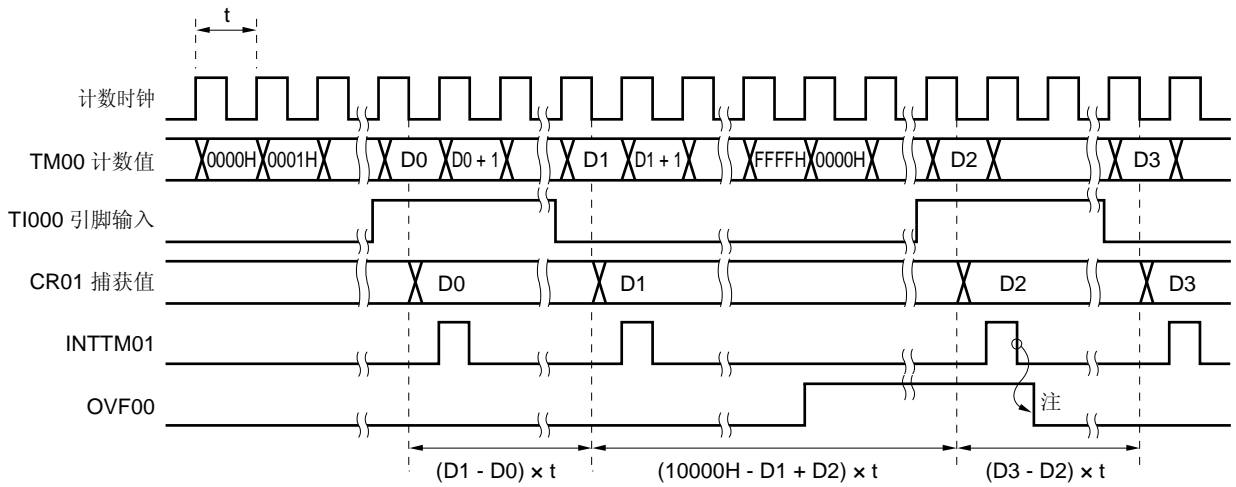 t
计数时钟
TM00 计数值 0000H 0001H D0 D0 + 1 D1 D1 + 1 FFFFH 0000H D2 D3
TI000 引脚输入
CR01 捕获值 D0 D1 D2 D3
INTTM01
OVF00 注
(D1 - D0) × t (10000H - D1 + D2) × t (D3 - D2) × t